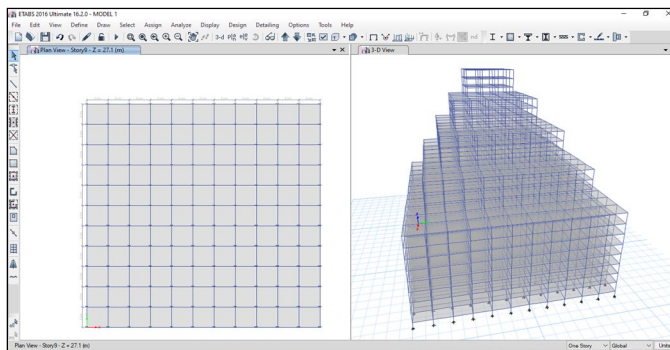 ETABS 2016 Ultimate 16.2.0 - MODEL 1
File Edit View Define Draw Select Assign Analyze Display Design Detailing Options Tools Help
3-d
Plan View - Story9 - Z = 27.1 (m)
3-D View
Plan View - Story9 - Z = 27.1 (m)
One Story Global Units